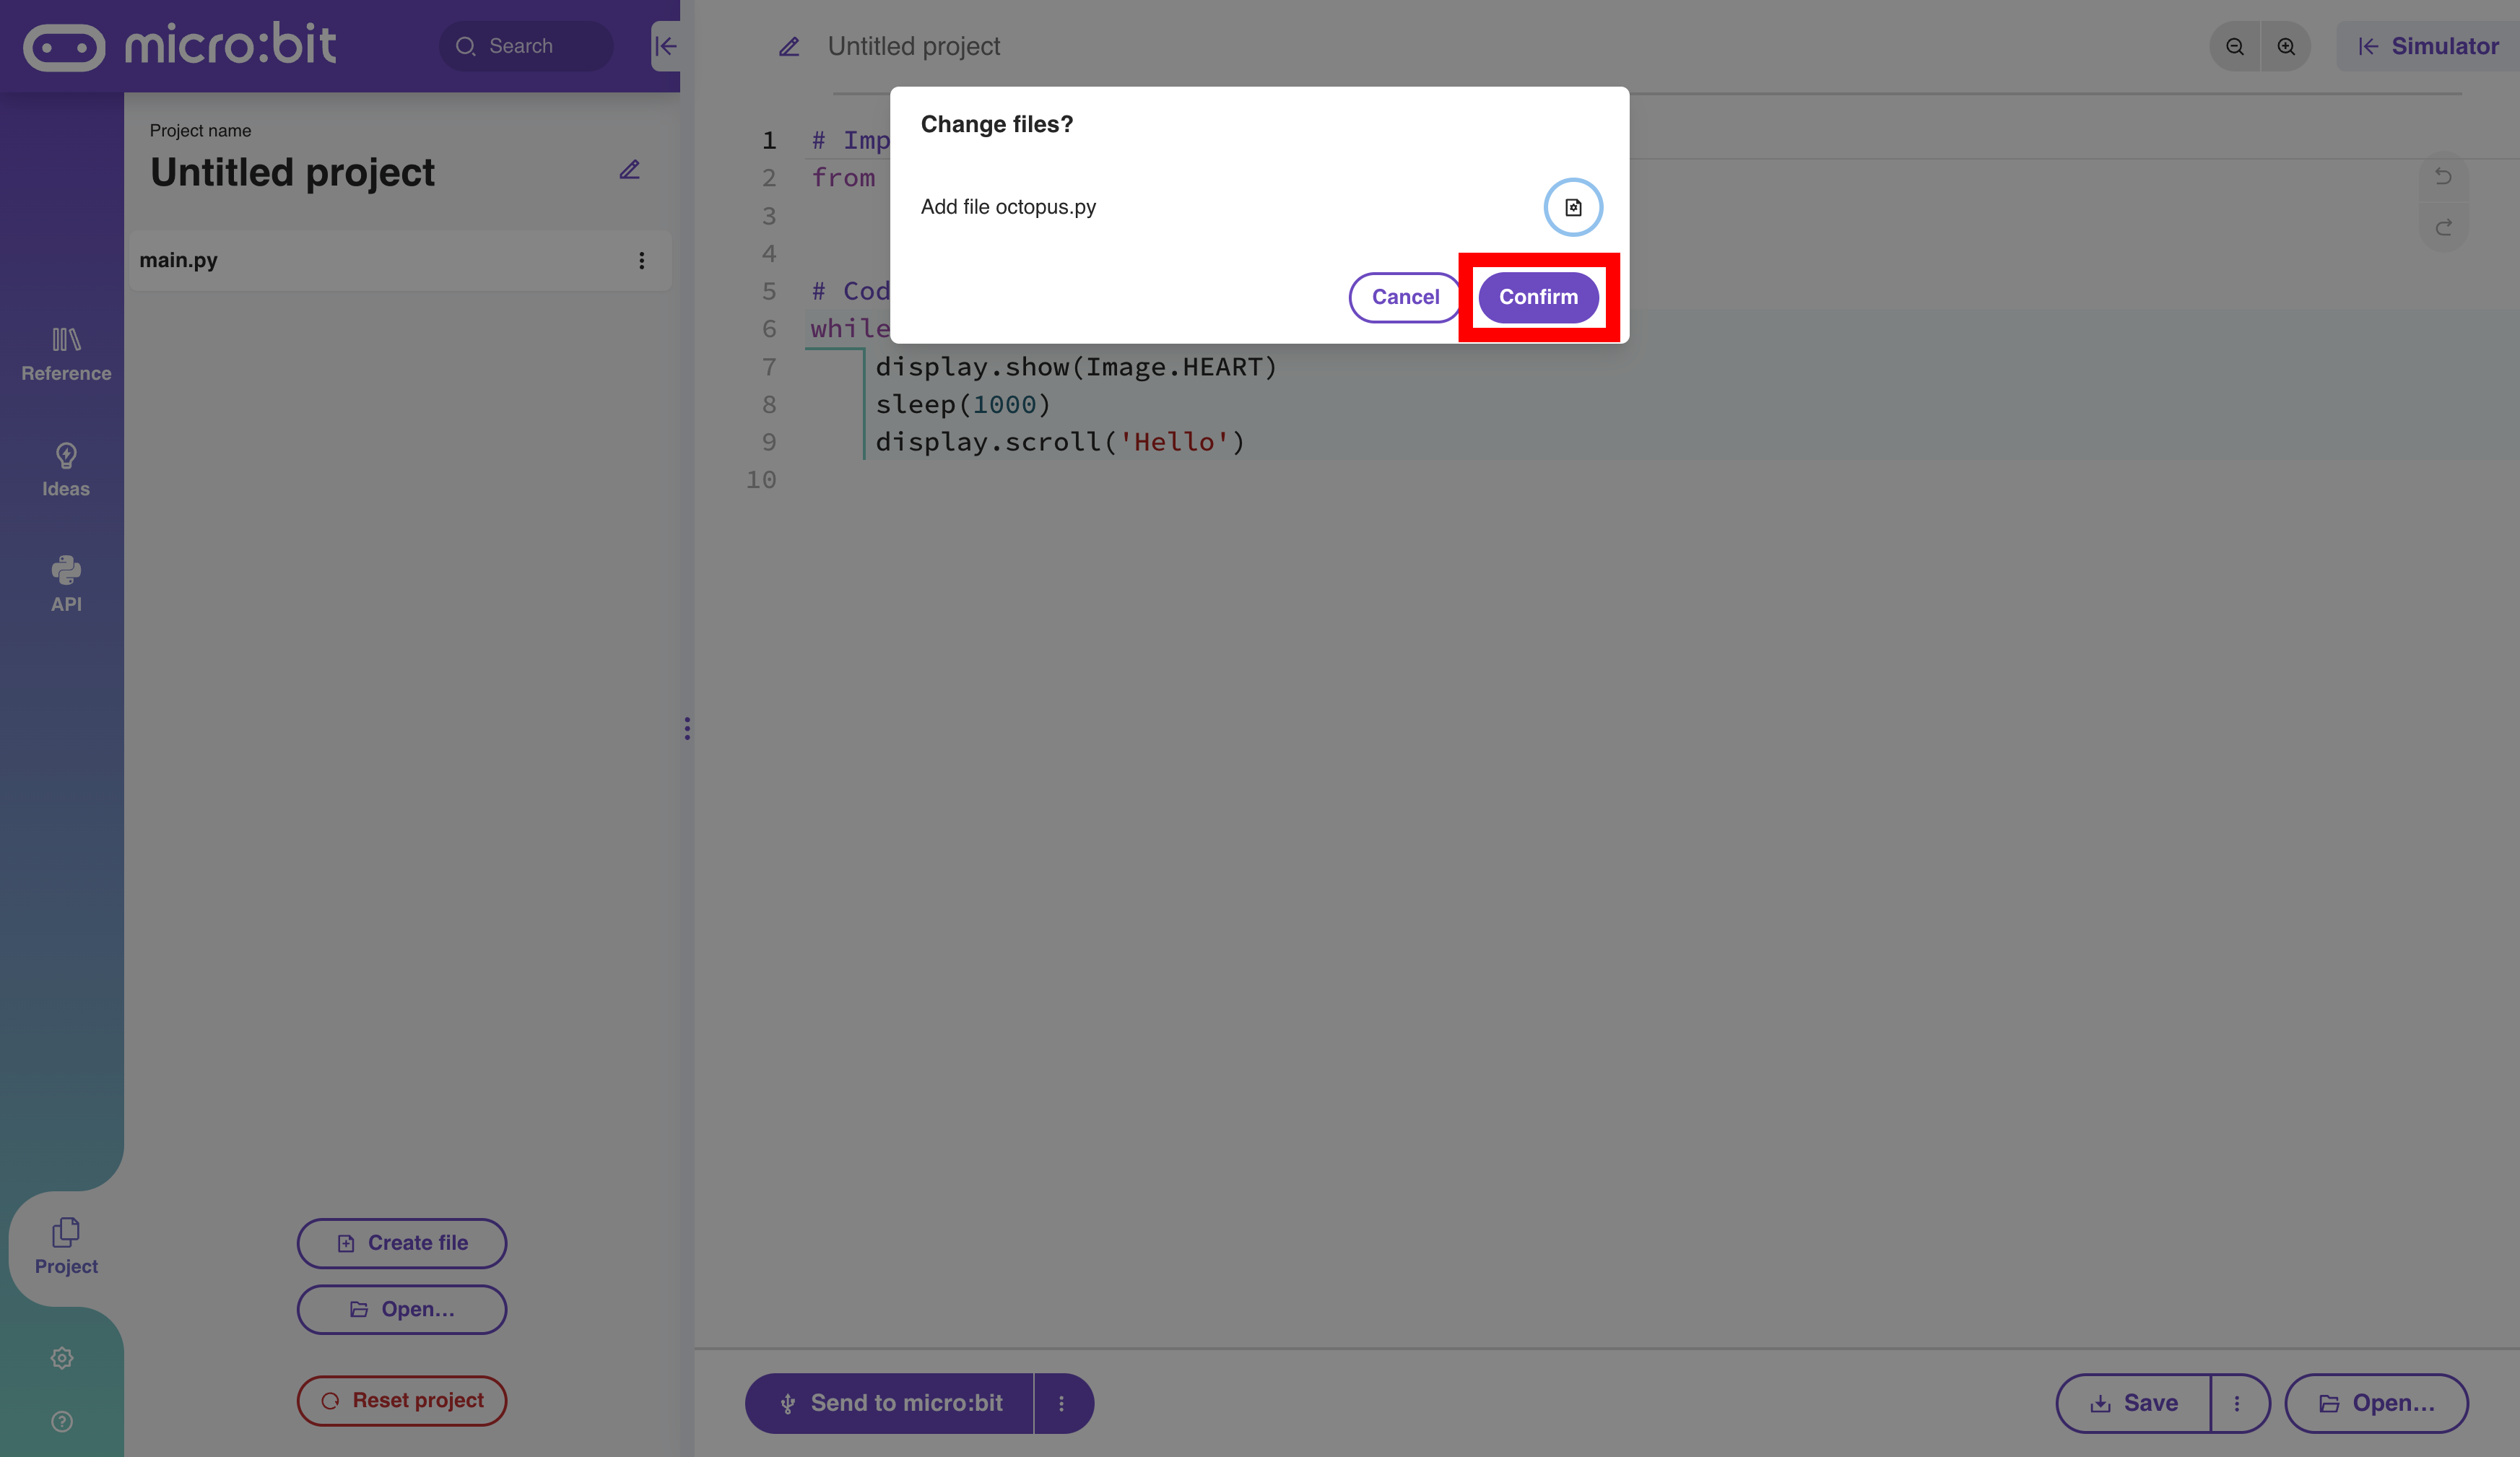 micro:bit
Search
Untitled project
Simulator
Project name
Untitled project
main.py
Reference
Ideas
API
Project
Create file
Open...
Reset project
Change files?
Add file octopus.py
Cancel
Confirm
1 # Imp
2 from
3
4
5 # Cod
6 while
7 display.show(Image.HEART)
8 sleep(1000)
9 display.scroll('Hello')
10
Send to micro:bit
Save
Open...